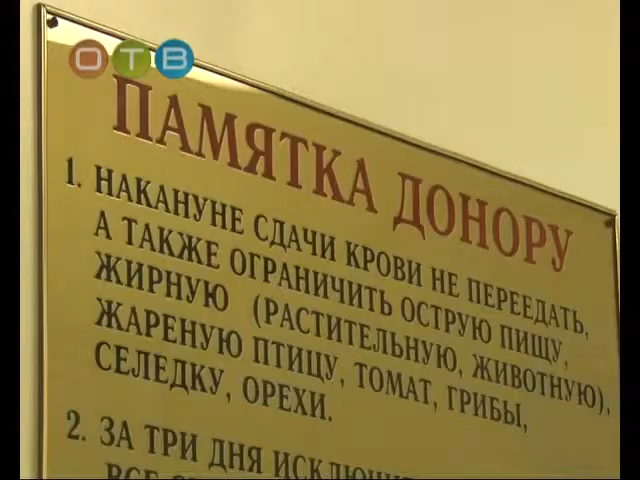 ОТВ
ПАМЯТКА ДОНОРУ
1. НАКАНУНЕ СДАЧИ КРОВИ НЕ ПЕРЕЕДАТЬ,
А ТАКЖЕ ОГРАНИЧИТЬ ОСТРУЮ ПИЩУ,
ЖИРНУЮ (РАСТИТЕЛЬНУЮ, ЖИВОТНУЮ),
ЖАРЕНУЮ ПТИЦУ, ТОМАТ, ГРИБЫ,
СЕЛЕДКУ, ОРЕХИ.
2. ЗА ТРИ ДНЯ